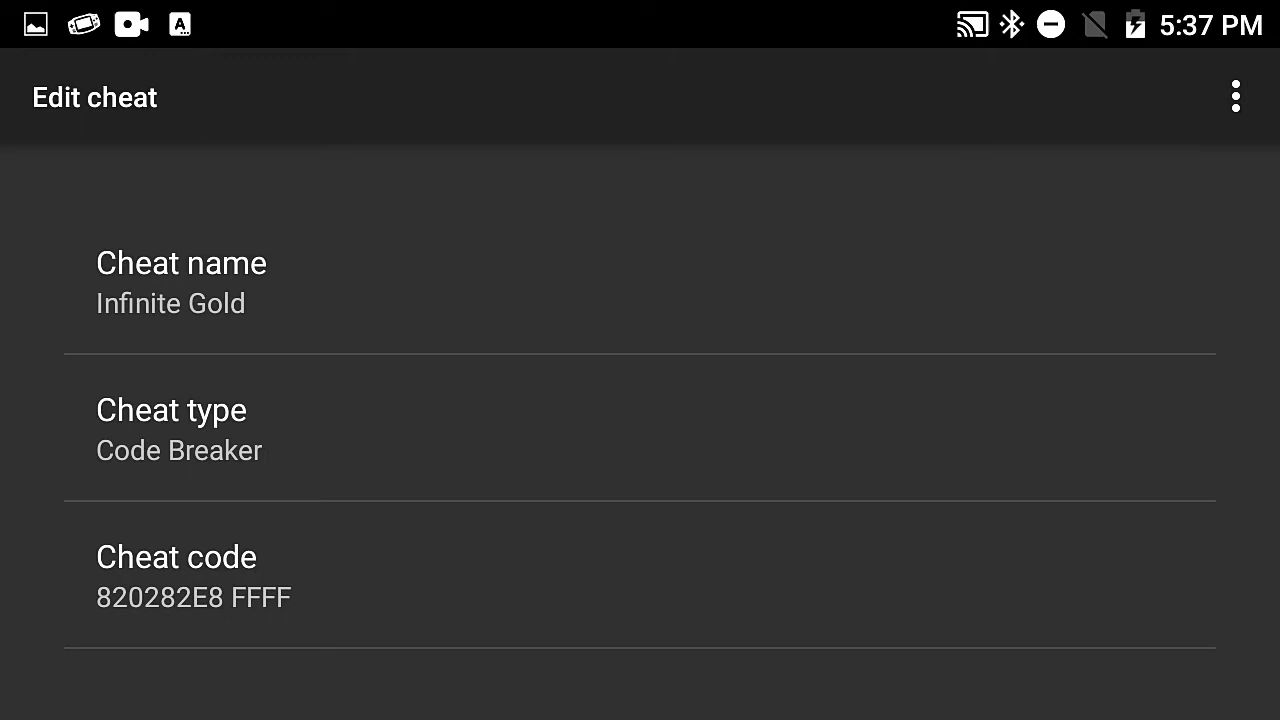 5:37 PM
Edit cheat
Cheat name
Infinite Gold
Cheat type
Code Breaker
Cheat code
820282E8 FFFF